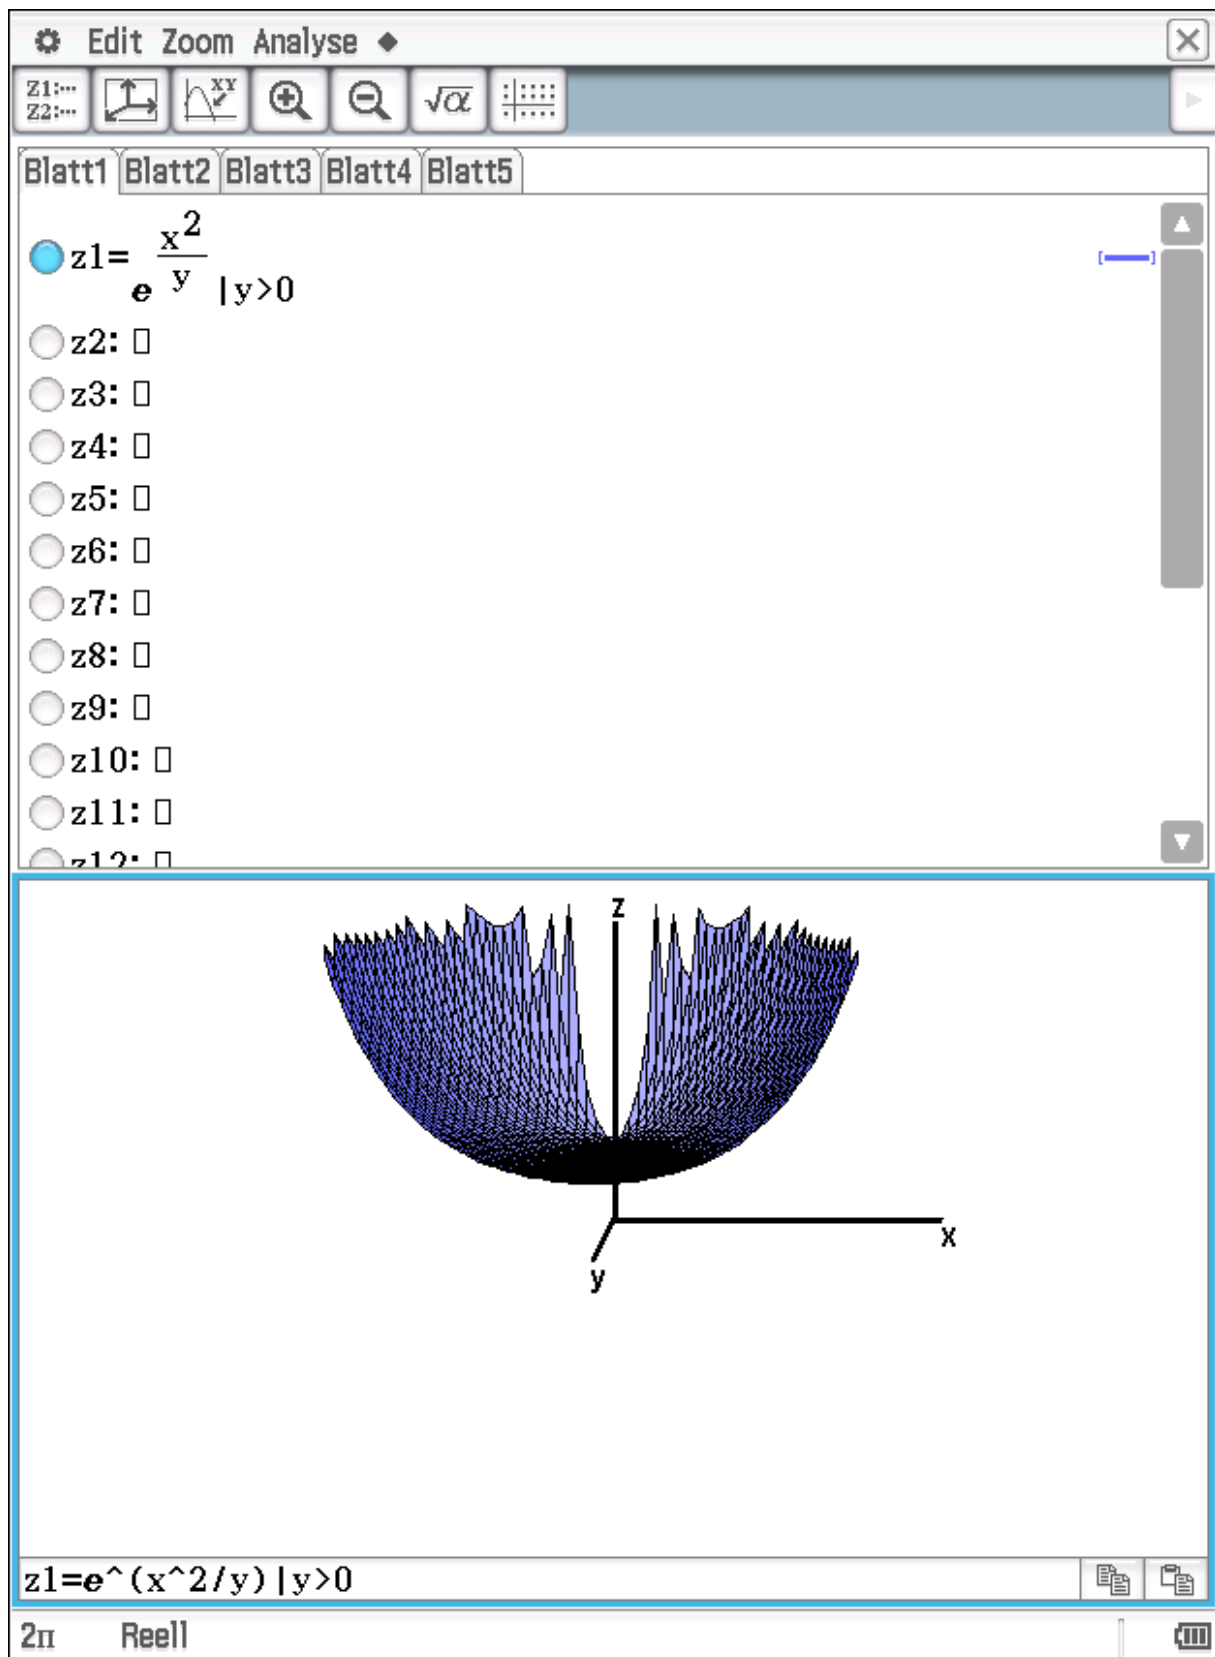 Edit Zoom Analyse
Z1:··· XY √α
Z2:···
Blatt1 Blatt2 Blatt3 Blatt4 Blatt5
z1=e^(x^2/y) |y>0
z2:
z3:
z4:
z5:
z6:
z7:
z8:
z9:
z10:
z11:
z12:
z
x
y
z1=e^(x^2/y)|y>0
2π Reell